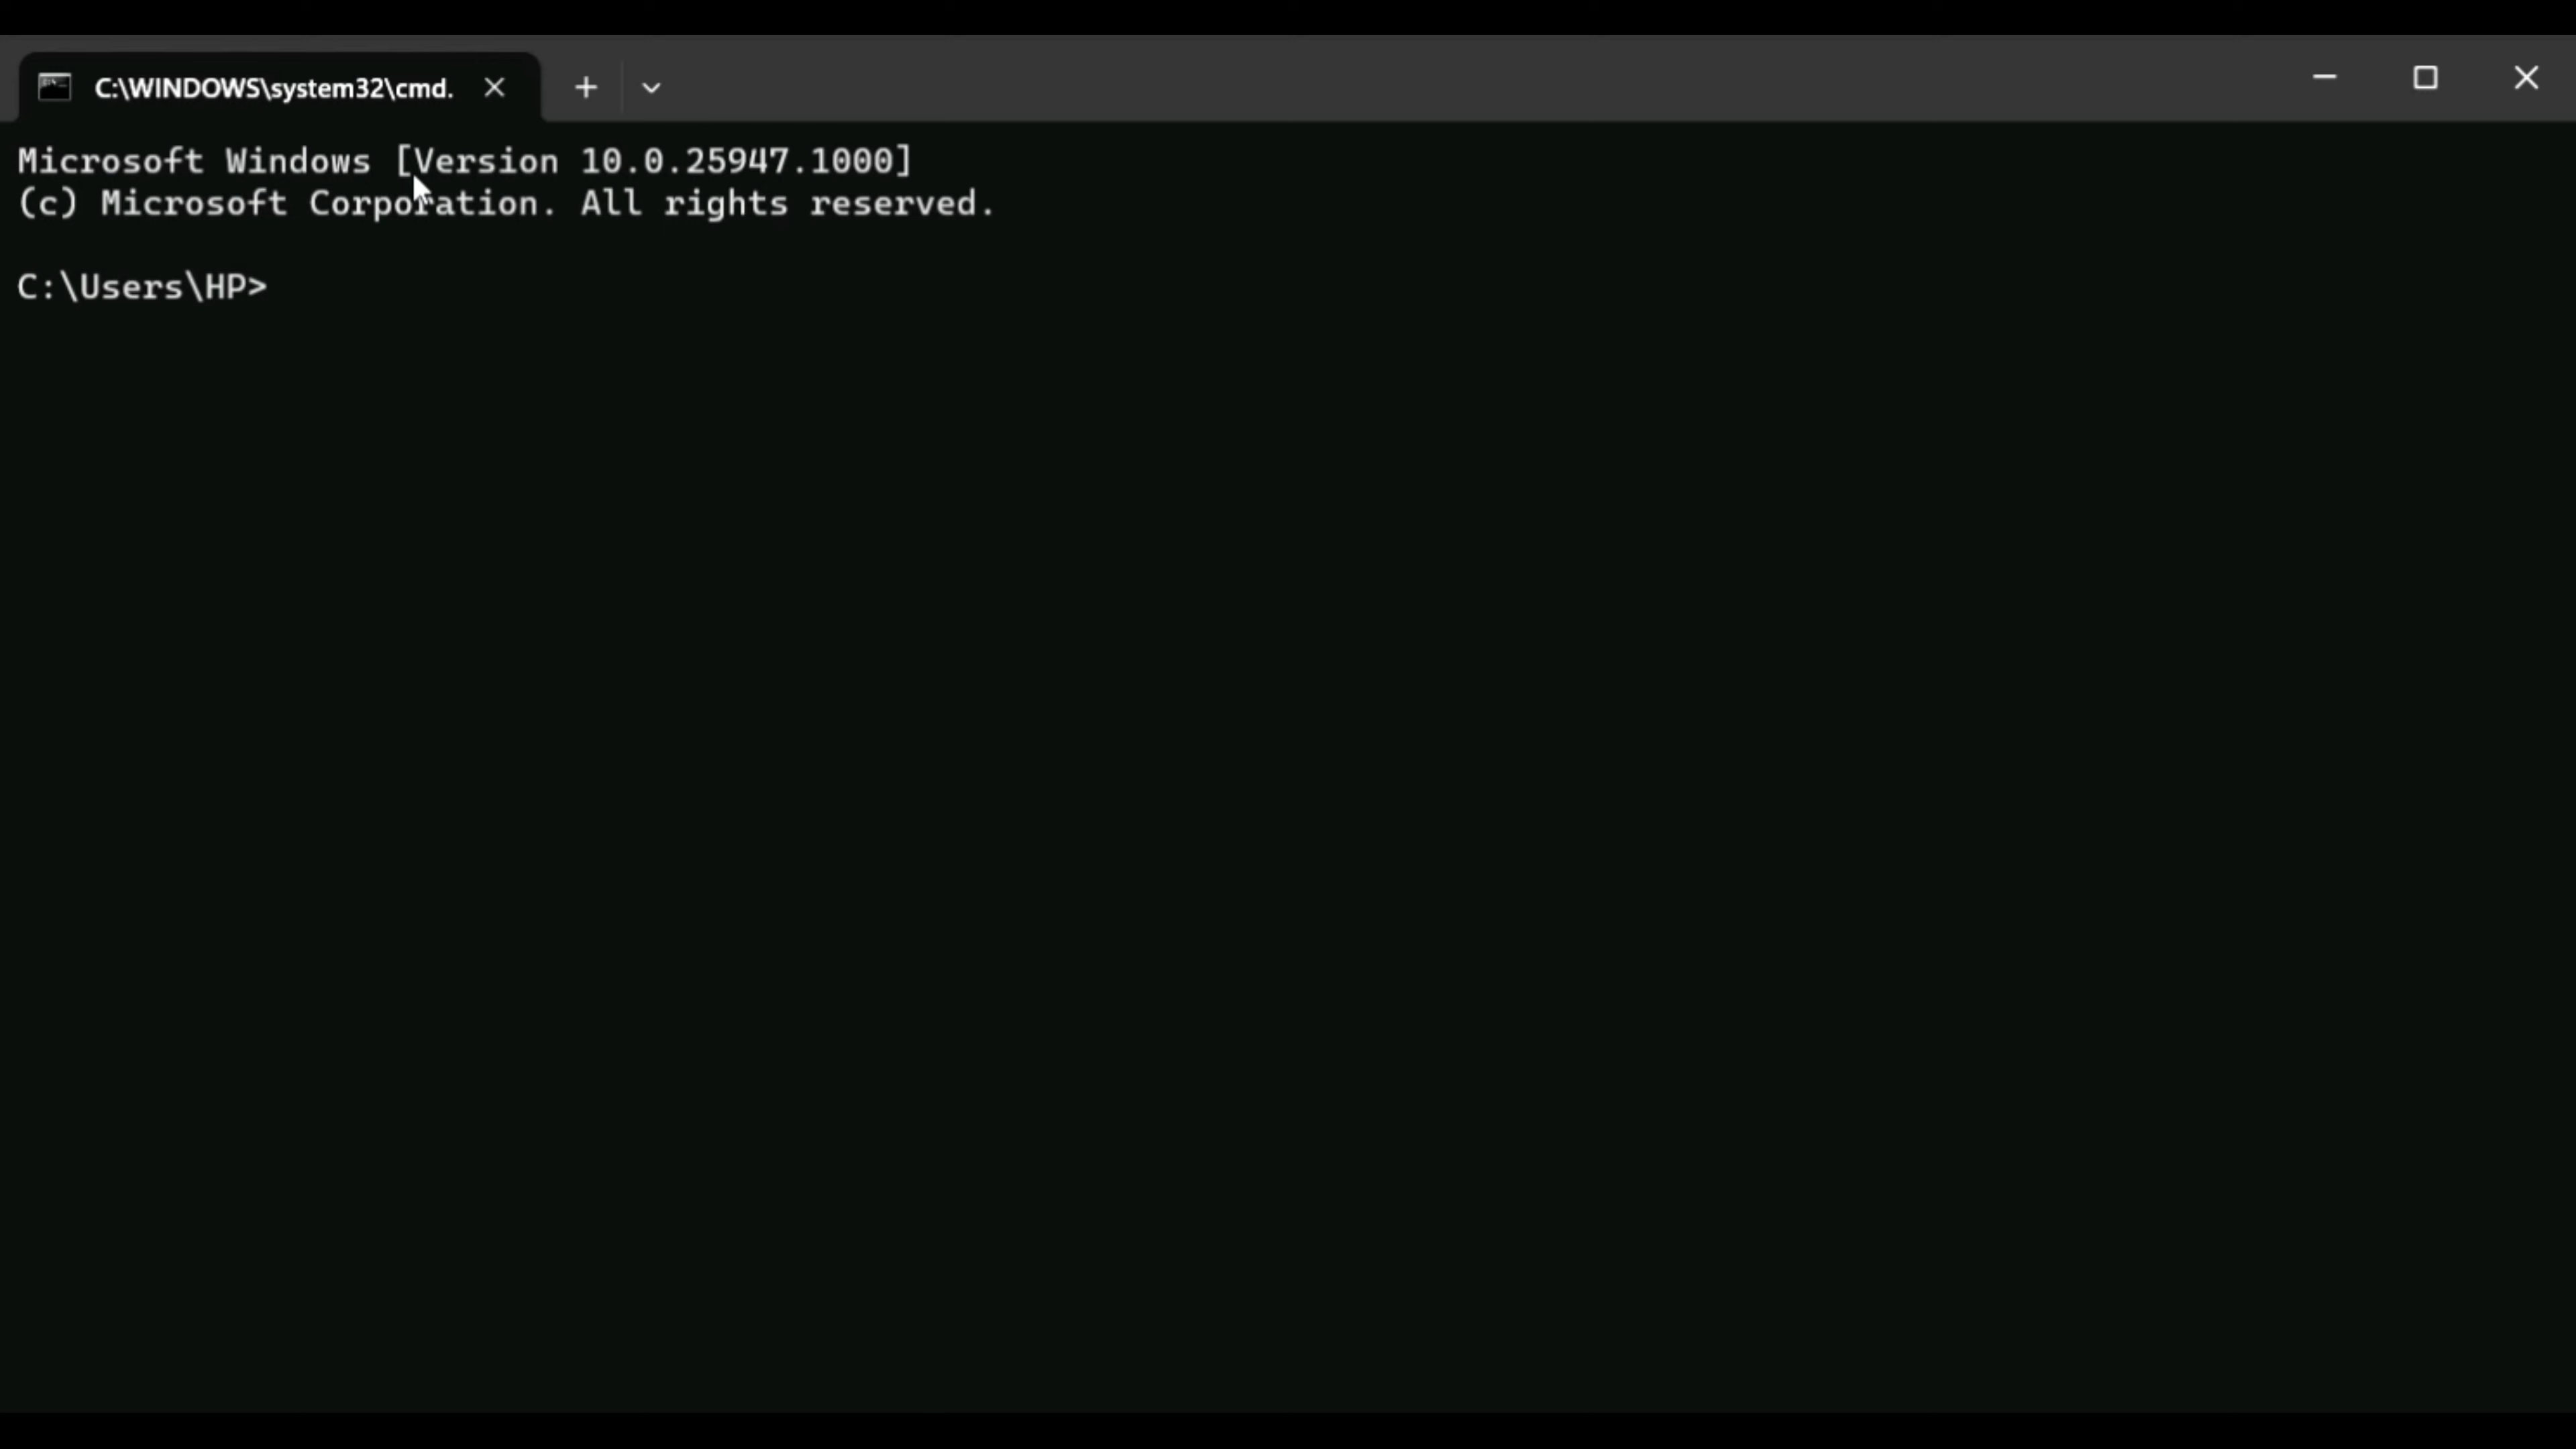 C:\WINDOWS\system32\cmd.
Microsoft Windows [Version 10.0.25947.1000]
(c) Microsoft Corporation. All rights reserved.
C:\Users\HP>